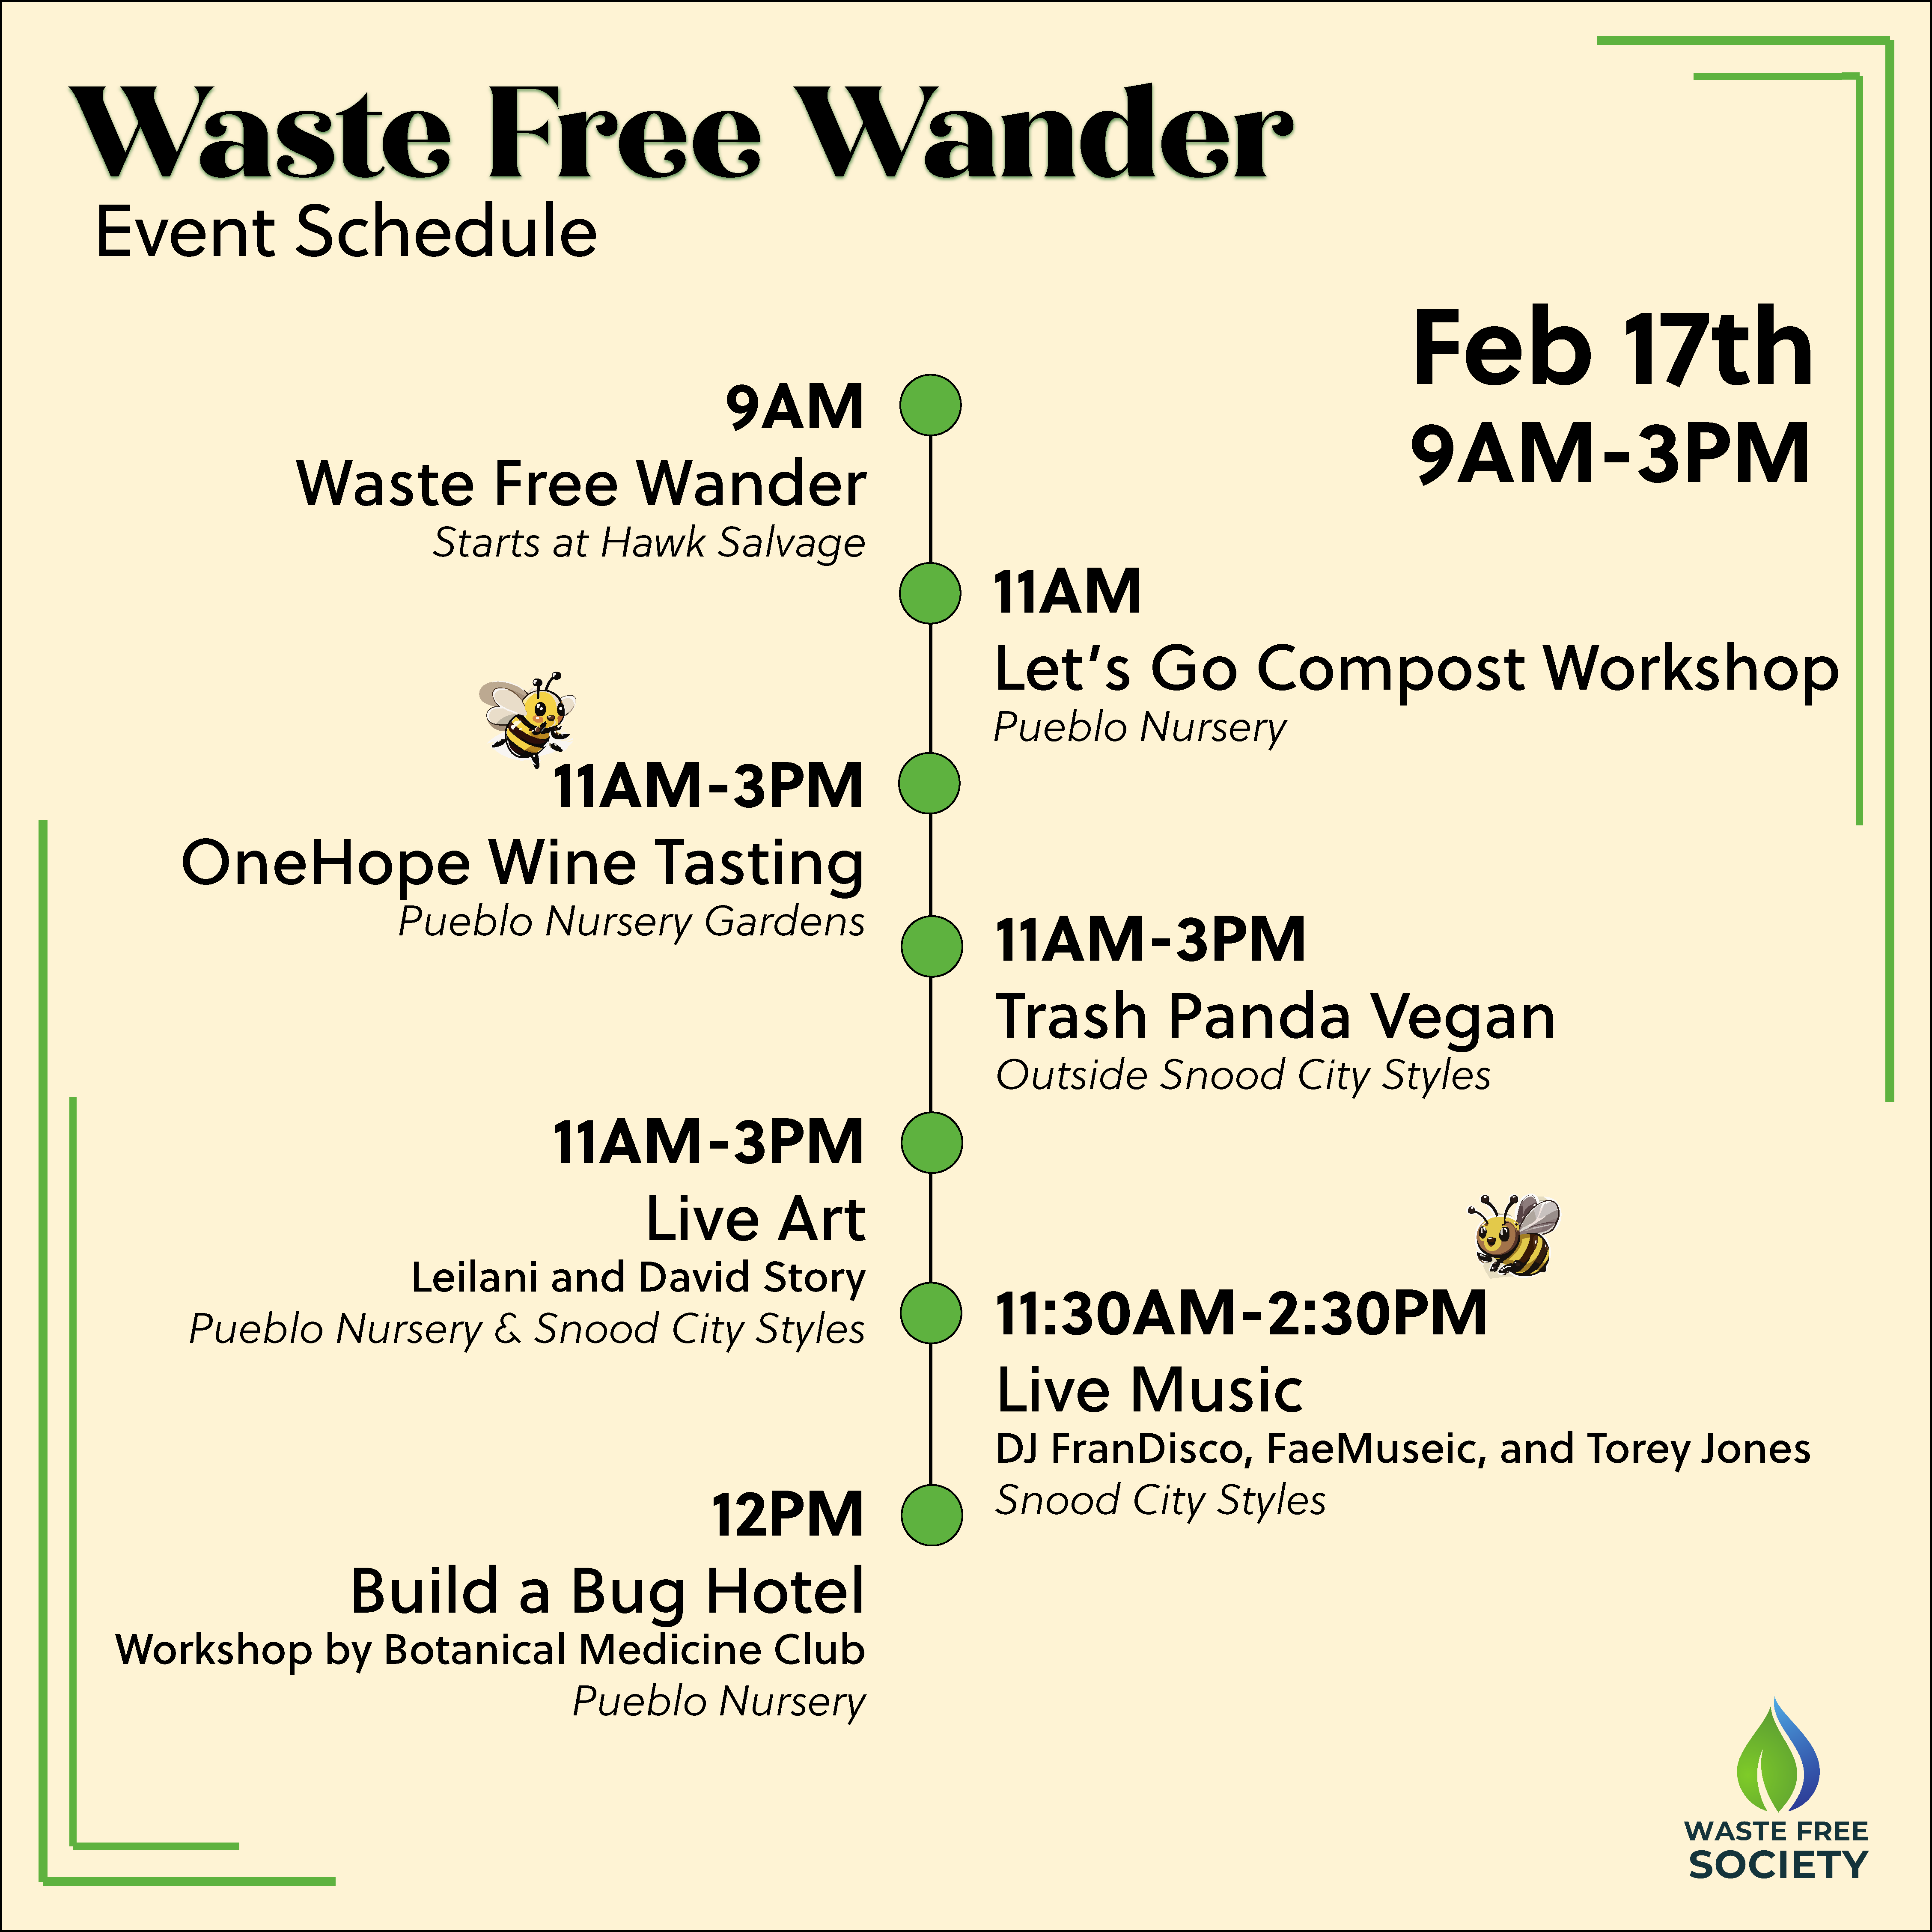 Waste Free Wander
Event Schedule
Feb 17th
9AM-3PM
9AM
Waste Free Wander
Starts at Hawk Salvage
11AM
Let's Go Compost Workshop
Pueblo Nursery
11AM-3PM
OneHope Wine Tasting
Pueblo Nursery Gardens
11AM-3PM
Trash Panda Vegan
Outside Snood City Styles
11AM-3PM
Live Art
Leilani and David Story
Pueblo Nursery & Snood City Styles
11:30AM-2:30PM
Live Music
DJ FranDisco, FaeMuseic, and Torey Jones
Snood City Styles
12PM
Build a Bug Hotel
Workshop by Botanical Medicine Club
Pueblo Nursery
WASTE FREE
SOCIETY